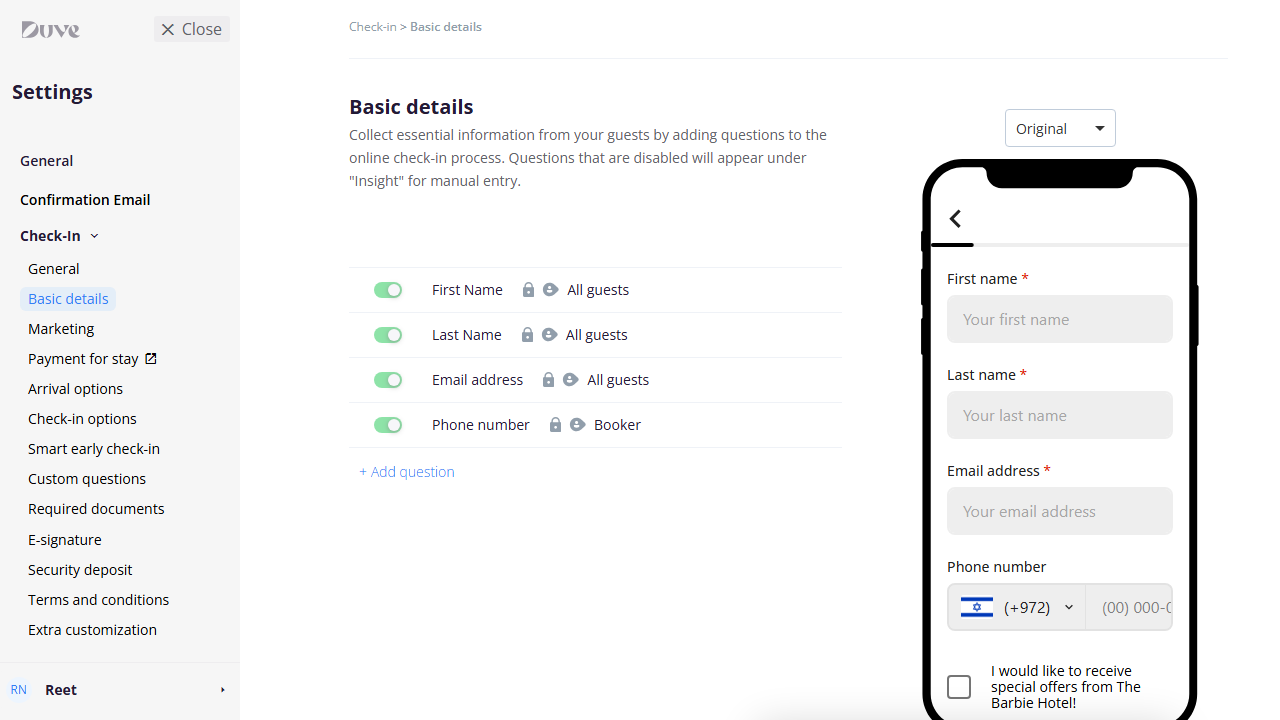 Duve
Close
Settings
General
Confirmation Email
Check-In
General
Basic details
Marketing
Payment for stay
Arrival options
Check-in options
Smart early check-in
Custom questions
Required documents
E-signature
Security deposit
Terms and conditions
Extra customization
RN Reet
Check-in > Basic details
Basic details
Collect essential information from your guests by adding questions to the
online check-in process. Questions that are disabled will appear under
"Insight" for manual entry.
First Name All guests
Last Name All guests
Email address All guests
Phone number Booker
+ Add question
Original
First name *
Your first name
Last name *
Your last name
Email address *
Your email address
Phone number
(+972) (00) 000-0
I would like to receive
special offers from The
Barbie Hotel!